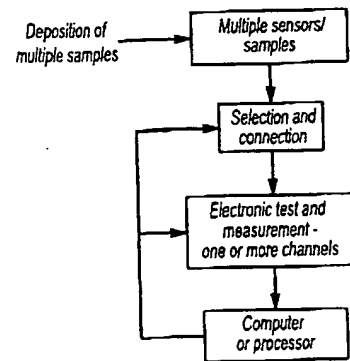 Deposition of
multiple samples
Multiple sensors/
samples
Selection and
connection
Electronic test and
measurement -
one or more channels
Computer
or processor